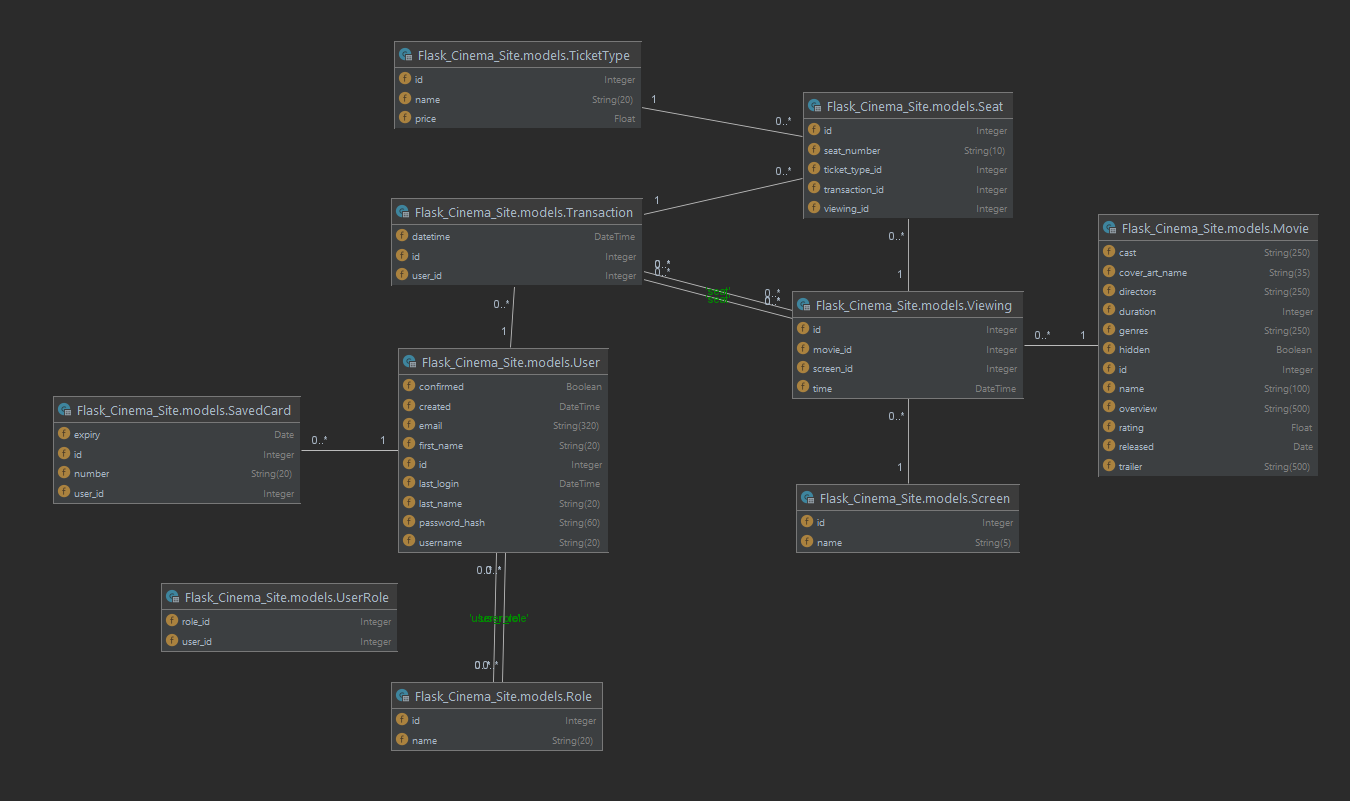 Flask_Cinema_Site.models.TicketType
id Integer
name String(20)
price Float
1
0..*
Flask_Cinema_Site.models.Seat
id Integer
seat_number String(10)
ticket_type_id Integer
transaction_id Integer
viewing_id Integer
0..*
1
Flask_Cinema_Site.models.Transaction
datetime DateTime
id Integer
user_id Integer
0..*
1
0..*
0..*
0..*
0..*
0..*
1
Flask_Cinema_Site.models.Movie
cast String(250)
cover_art_name String(35)
directors String(250)
duration Integer
genres String(250)
hidden Boolean
id Integer
name String(100)
overview String(500)
rating Float
released Date
trailer String(500)
Flask_Cinema_Site.models.Viewing
id Integer
movie_id Integer
screen_id Integer
time DateTime
0..* 1
0..*
1
Flask_Cinema_Site.models.User
confirmed Boolean
created DateTime
email String(320)
first_name String(20)
id Integer
last_login DateTime
last_name String(20)
password_hash String(60)
username String(20)
Flask_Cinema_Site.models.SavedCard
expiry Date
id Integer
number String(20)
user_id Integer
0..* 1
0..*
1
Flask_Cinema_Site.models.Screen
id Integer
name String(5)
Flask_Cinema_Site.models.UserRole
role_id Integer
user_id Integer
0..*
Flask_Cinema_Site.models.Role
id Integer
name String(20)